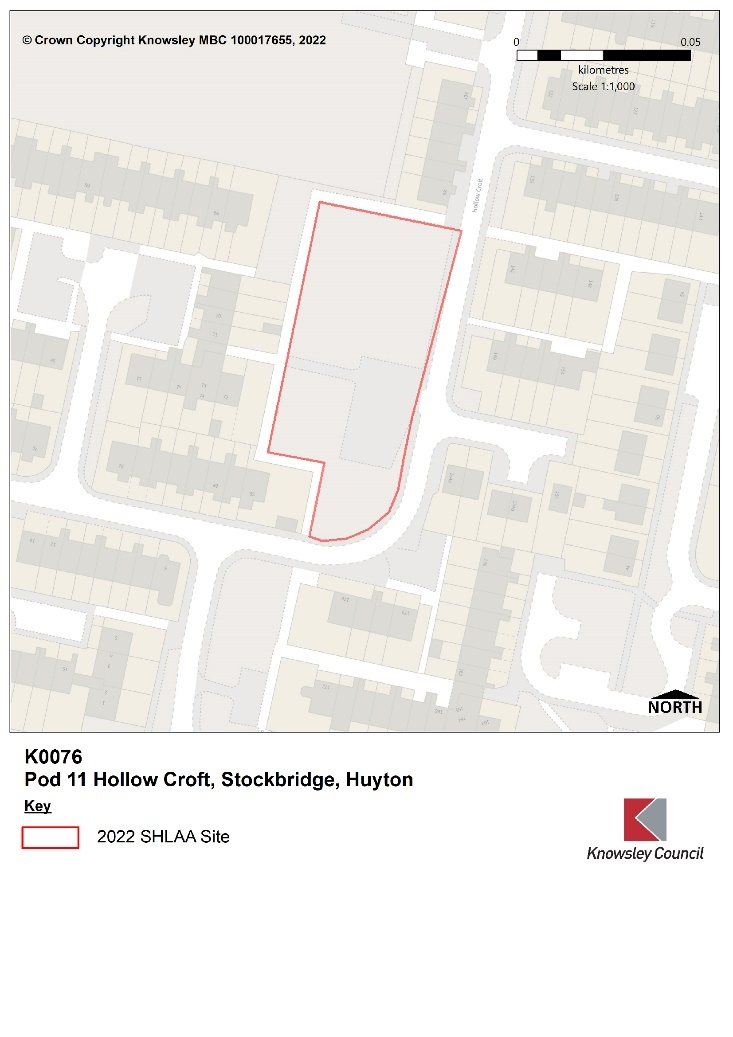 © Crown Copyright Knowsley MBC 100017655, 2022
0 0.05
kilometres
Scale 1:1,000
Hollow Croft
NORTH
K0076
Pod 11 Hollow Croft, Stockbridge, Huyton
Key
2022 SHLAA Site
Knowsley Council